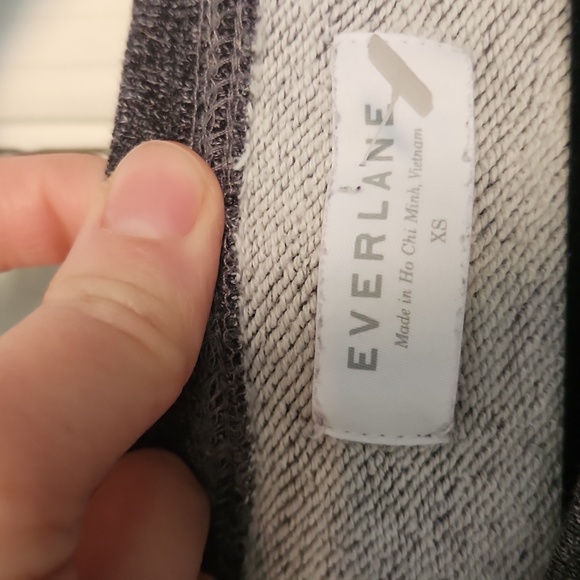 EVERLANE
Made in Ho Chi Minh, Vietnam
XS